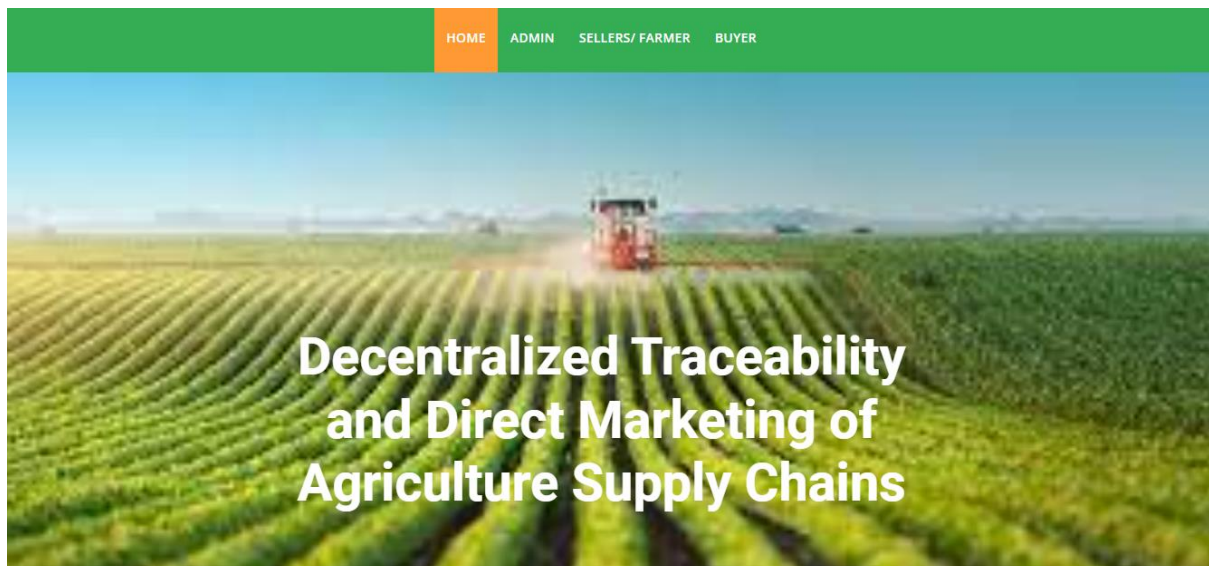 HOME ADMIN SELLERS/ FARMER BUYER
Decentralized Traceability
and Direct Marketing of
Agriculture Supply Chains